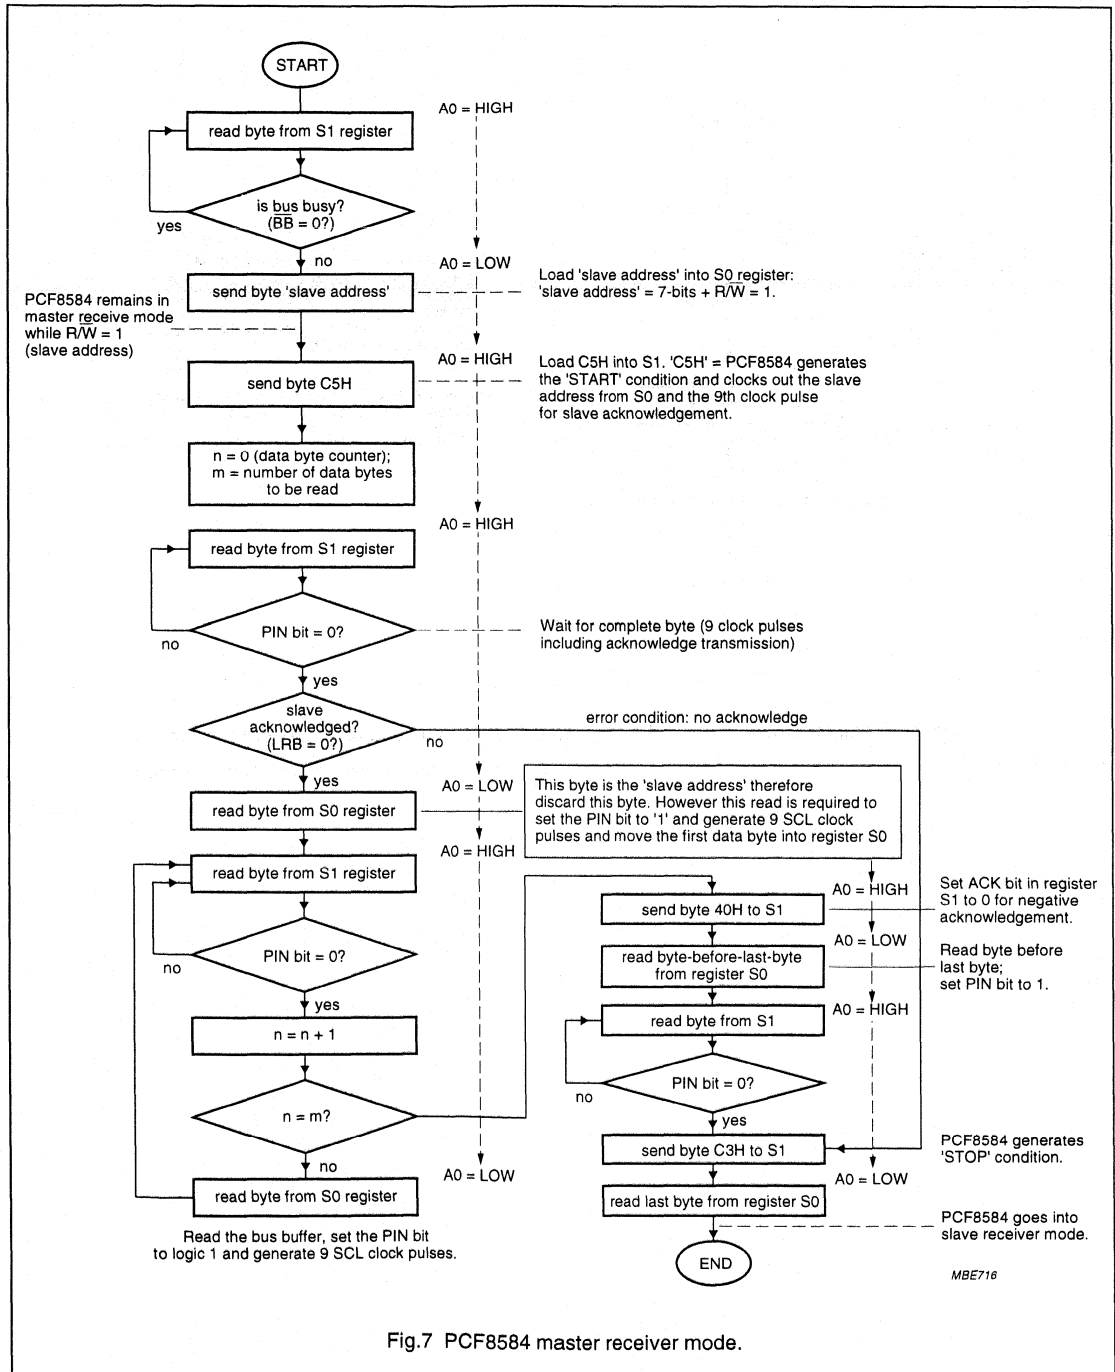 START
A0 = HIGH
read byte from S1 register
is bus busy?
(B̅B̅ = 0?)
yes
no
A0 = LOW
send byte 'slave address'
Load 'slave address' into S0 register:
'slave address' = 7-bits + R/W̅ = 1.
PCF8584 remains in
master receive mode
while R/W̅ = 1
(slave address)
A0 = HIGH
send byte C5H
Load C5H into S1. 'C5H' = PCF8584 generates
the 'START' condition and clocks out the slave
address from S0 and the 9th clock pulse
for slave acknowledgement.
n = 0 (data byte counter);
m = number of data bytes
to be read
A0 = HIGH
read byte from S1 register
PIN bit = 0?
no
Wait for complete byte (9 clock pulses
including acknowledge transmission)
yes
slave
acknowledged?
(LRB = 0?)
no
error condition: no acknowledge
yes
A0 = LOW
read byte from S0 register
This byte is the 'slave address' therefore
discard this byte. However this read is required to
set the PIN bit to '1' and generate 9 SCL clock
pulses and move the first data byte into register S0
A0 = HIGH
read byte from S1 register
PIN bit = 0?
no
yes
n = n + 1
n = m?
no
A0 = LOW
read byte from S0 register
Read the bus buffer, set the PIN bit
to logic 1 and generate 9 SCL clock pulses.
A0 = HIGH
send byte 40H to S1
Set ACK bit in register
S1 to 0 for negative
acknowledgement.
A0 = LOW
read byte-before-last-byte
from register S0
Read byte before
last byte;
set PIN bit to 1.
A0 = HIGH
read byte from S1
PIN bit = 0?
no
yes
send byte C3H to S1
PCF8584 generates
'STOP' condition.
A0 = LOW
read last byte from register S0
PCF8584 goes into
slave receiver mode.
END
MBE716
Fig.7 PCF8584 master receiver mode.